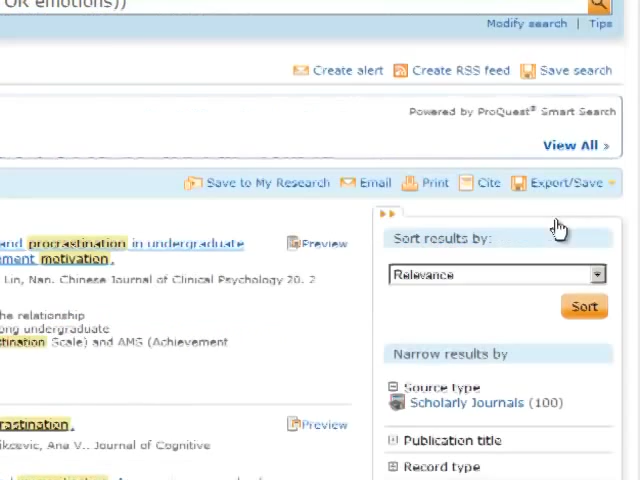 OR emotions))
Modify search | Tips
Create alert Create RSS feed Save search
Powered by ProQuest® Smart Search
View All >
Save to My Research Email Print Cite Export/Save
and procrastination in undergraduate
ement motivation.
Preview
Lin, Nan. Chinese Journal of Clinical Psychology 20. 2
he relationship
ong undergraduate
stination Scale) and AMS (Achievement
rastination.
Preview
ikcevic, Ana V.. Journal of Cognitive
Sort results by:
Relevance
Sort
Narrow results by
Source type
Scholarly Journals (100)
Publication title
Record type